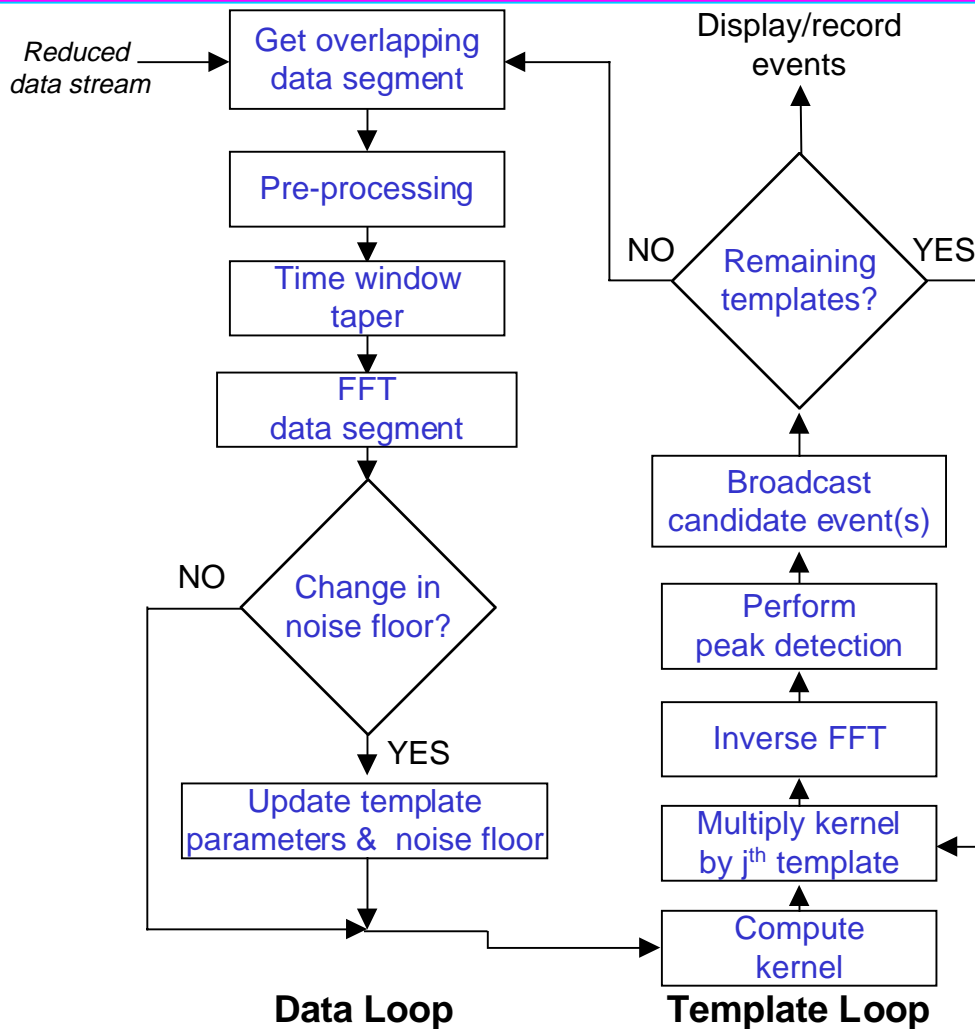 Reduced
data stream
Get overlapping
data segment
Pre-processing
Time window
taper
FFT
data segment
NO
Change in
noise floor?
YES
Update template
parameters & noise floor
Data Loop
Display/record
events
NO
Remaining
templates?
YES
Broadcast
candidate event(s)
Perform
peak detection
Inverse FFT
Multiply kernel
by jth template
Compute
kernel
Template Loop